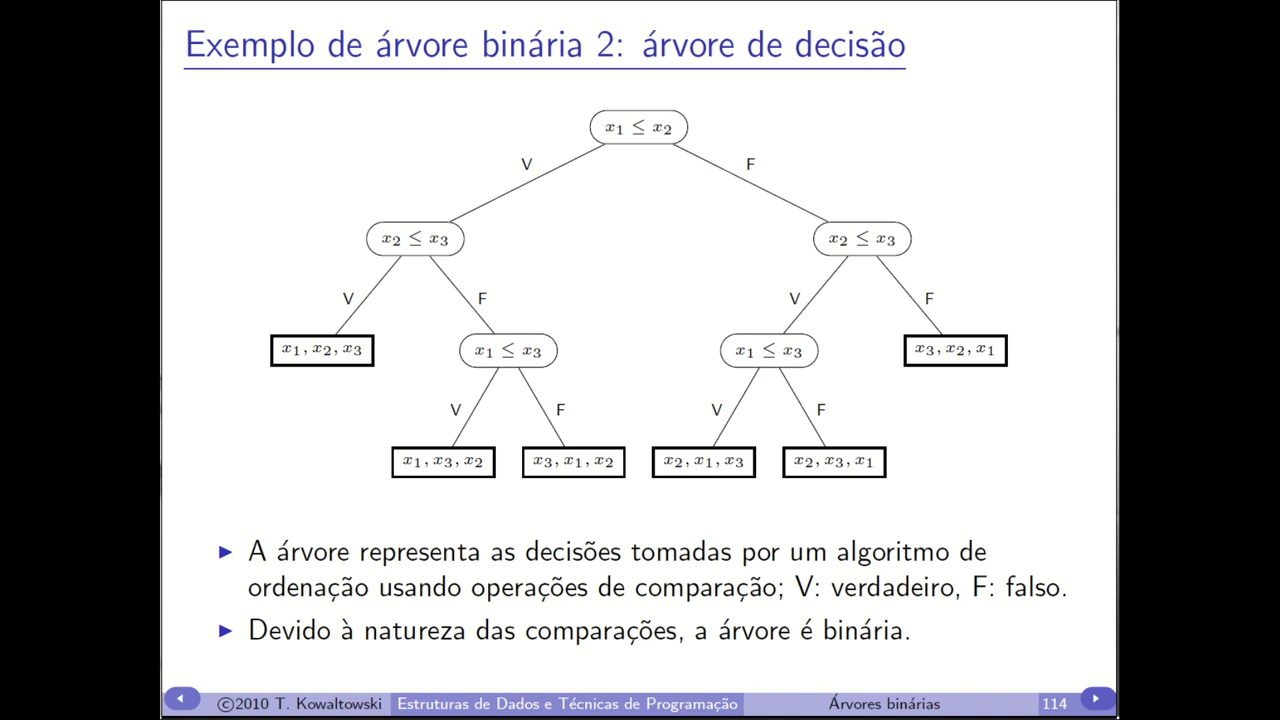 Exemplo de árvore binária 2: árvore de decisão
x1 ≤ x2
V F
x2 ≤ x3 x2 ≤ x3
V F V F
x1, x2, x3 x1 ≤ x3 x1 ≤ x3 x3, x2, x1
V F V F
x1, x3, x2 x3, x1, x2 x2, x1, x3 x2, x3, x1
A árvore representa as decisões tomadas por um algoritmo de
ordenação usando operações de comparação; V: verdadeiro, F: falso.
Devido à natureza das comparações, a árvore é binária.
©2010 T. Kowaltowski Estruturas de Dados e Técnicas de Programação Árvores binárias 114